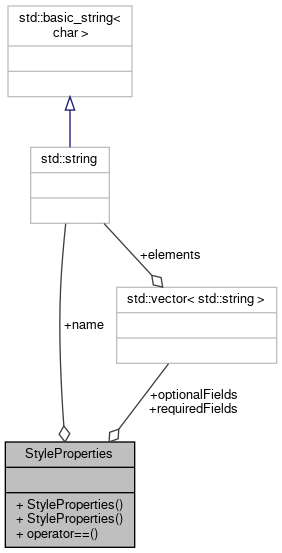 std::basic_string<
char >
std::string
+elements
std::vector< std::string >
+name
+optionalFields
+requiredFields
StyleProperties
+ StyleProperties()
+ StyleProperties()
+ operator==()